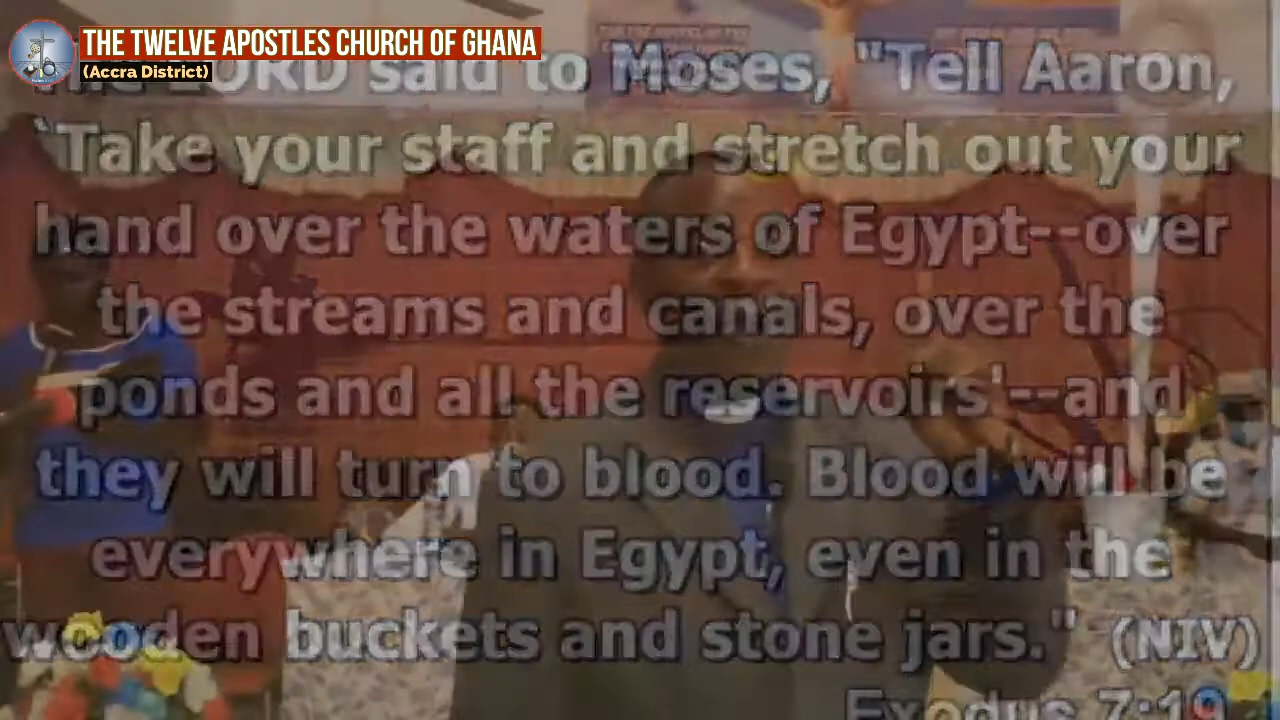 THE TWELVE APOSTLES CHURCH OF GHANA
(Accra District)
The LORD said to Moses, "Tell Aaron,
`Take your staff and stretch out your
hand over the waters of Egypt--over
the streams and canals, over the
ponds and all the reservoirs'--and
they will turn to blood. Blood will be
everywhere in Egypt, even in the
wooden buckets and stone jars." (NIV)
Exodus 7:19